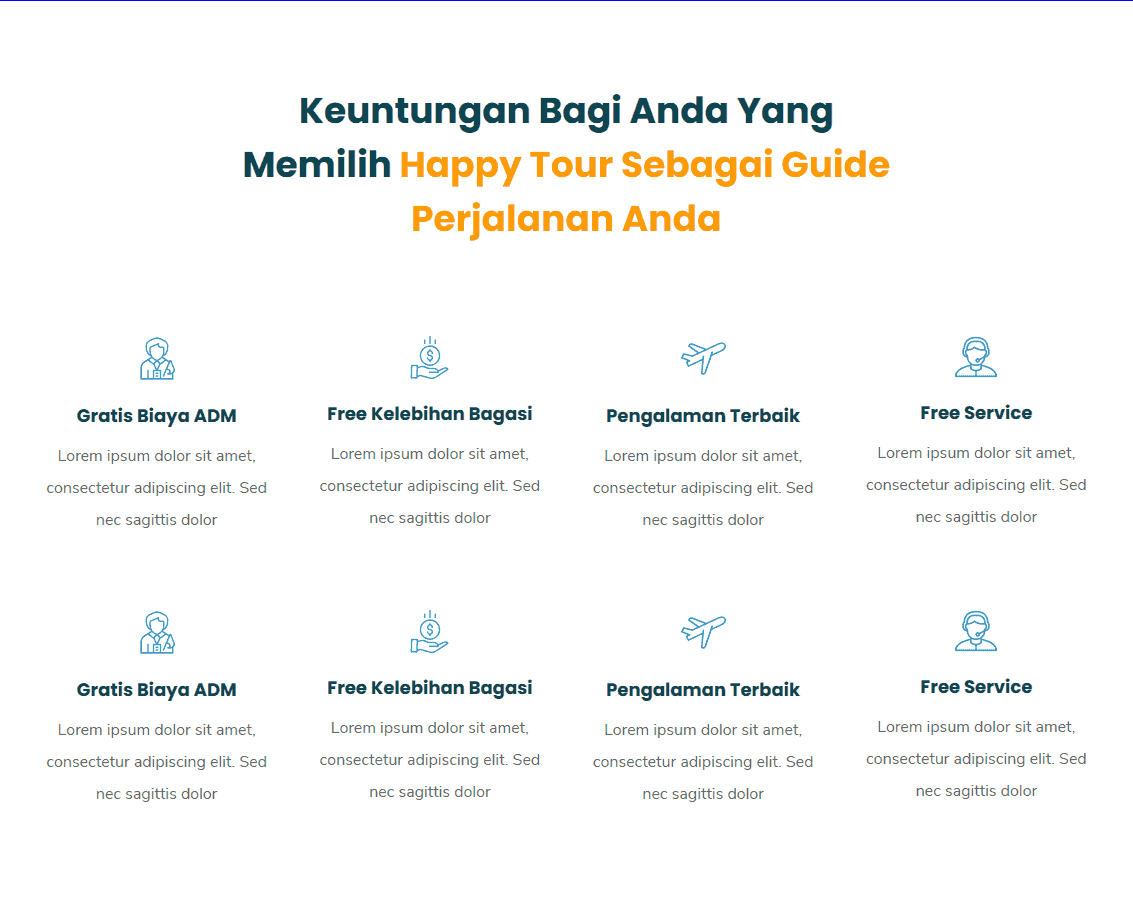 Keuntungan Bagi Anda Yang
Memilih Happy Tour Sebagai Guide
Perjalanan Anda
Gratis Biaya ADM
Lorem ipsum dolor sit amet,
consectetur adipiscing elit. Sed
nec sagittis dolor
Free Kelebihan Bagasi
Lorem ipsum dolor sit amet,
consectetur adipiscing elit. Sed
nec sagittis dolor
Pengalaman Terbaik
Lorem ipsum dolor sit amet,
consectetur adipiscing elit. Sed
nec sagittis dolor
Free Service
Lorem ipsum dolor sit amet,
consectetur adipiscing elit. Sed
nec sagittis dolor
Gratis Biaya ADM
Lorem ipsum dolor sit amet,
consectetur adipiscing elit. Sed
nec sagittis dolor
Free Kelebihan Bagasi
Lorem ipsum dolor sit amet,
consectetur adipiscing elit. Sed
nec sagittis dolor
Pengalaman Terbaik
Lorem ipsum dolor sit amet,
consectetur adipiscing elit. Sed
nec sagittis dolor
Free Service
Lorem ipsum dolor sit amet,
consectetur adipiscing elit. Sed
nec sagittis dolor